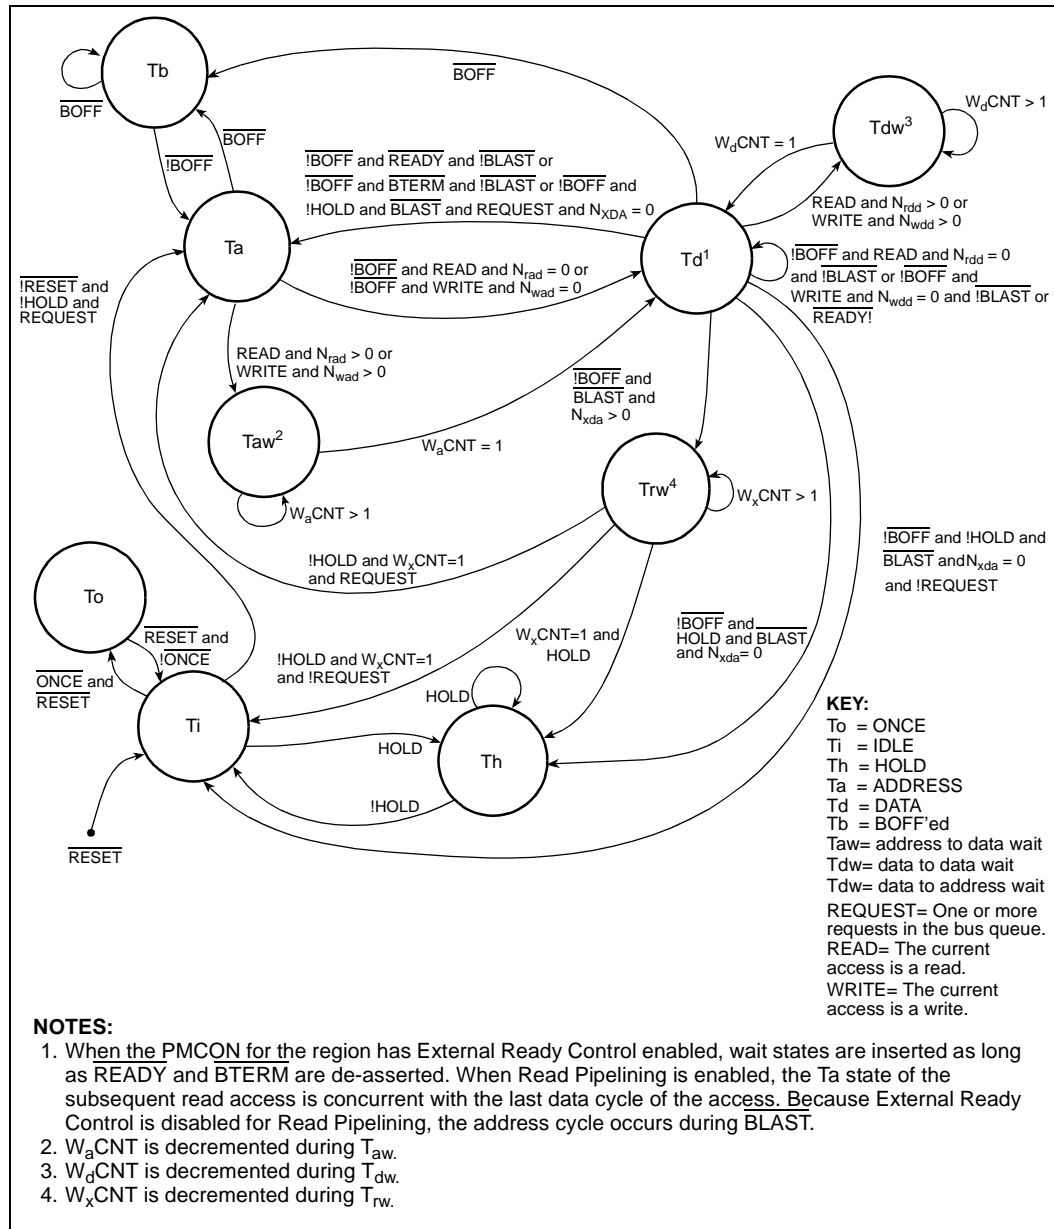 Tb
BOFF
!BOFF
BOFF
BOFF
Tdw³
WdCNT > 1
WdCNT = 1
!BOFF and READY and !BLAST or
!BOFF and BTERM and !BLAST or !BOFF and
!HOLD and BLAST and REQUEST and NXDA = 0
READ and Nrdd > 0 or
WRITE and Nwdd > 0
Ta
Td¹
!BOFF and READ and Nrad = 0 or
!BOFF and WRITE and Nwad = 0
!BOFF and READ and Nrdd = 0
and !BLAST or !BOFF and
WRITE and Nwdd = 0 and !BLAST or
READY!
!RESET and
!HOLD and
REQUEST
READ and Nrad > 0 or
WRITE and Nwad > 0
!BOFF and
BLAST and
Nxda > 0
Taw²
WaCNT = 1
WaCNT > 1
Trw⁴
WxCNT > 1
!HOLD and WxCNT=1
and REQUEST
!BOFF and !HOLD and
BLAST andNxda = 0
and !REQUEST
To
RESET and
!ONCE
ONCE and
RESET
!HOLD and WxCNT=1
and !REQUEST
WxCNT=1 and
HOLD
!BOFF and
HOLD and BLAST
and Nxda= 0
Ti
HOLD
HOLD
Th
!HOLD
RESET
KEY:
To = ONCE
Ti = IDLE
Th = HOLD
Ta = ADDRESS
Td = DATA
Tb = BOFF'ed
Taw= address to data wait
Tdw= data to data wait
Tdw= data to address wait
REQUEST= One or more
requests in the bus queue.
READ= The current
access is a read.
WRITE= The current
access is a write.
NOTES:
1. When the PMCON for the region has External Ready Control enabled, wait states are inserted as long
as READY and BTERM are de-asserted. When Read Pipelining is enabled, the Ta state of the
subsequent read access is concurrent with the last data cycle of the access. Because External Ready
Control is disabled for Read Pipelining, the address cycle occurs during BLAST.
2. WaCNT is decremented during Taw.
3. WdCNT is decremented during Tdw.
4. WxCNT is decremented during Trw.